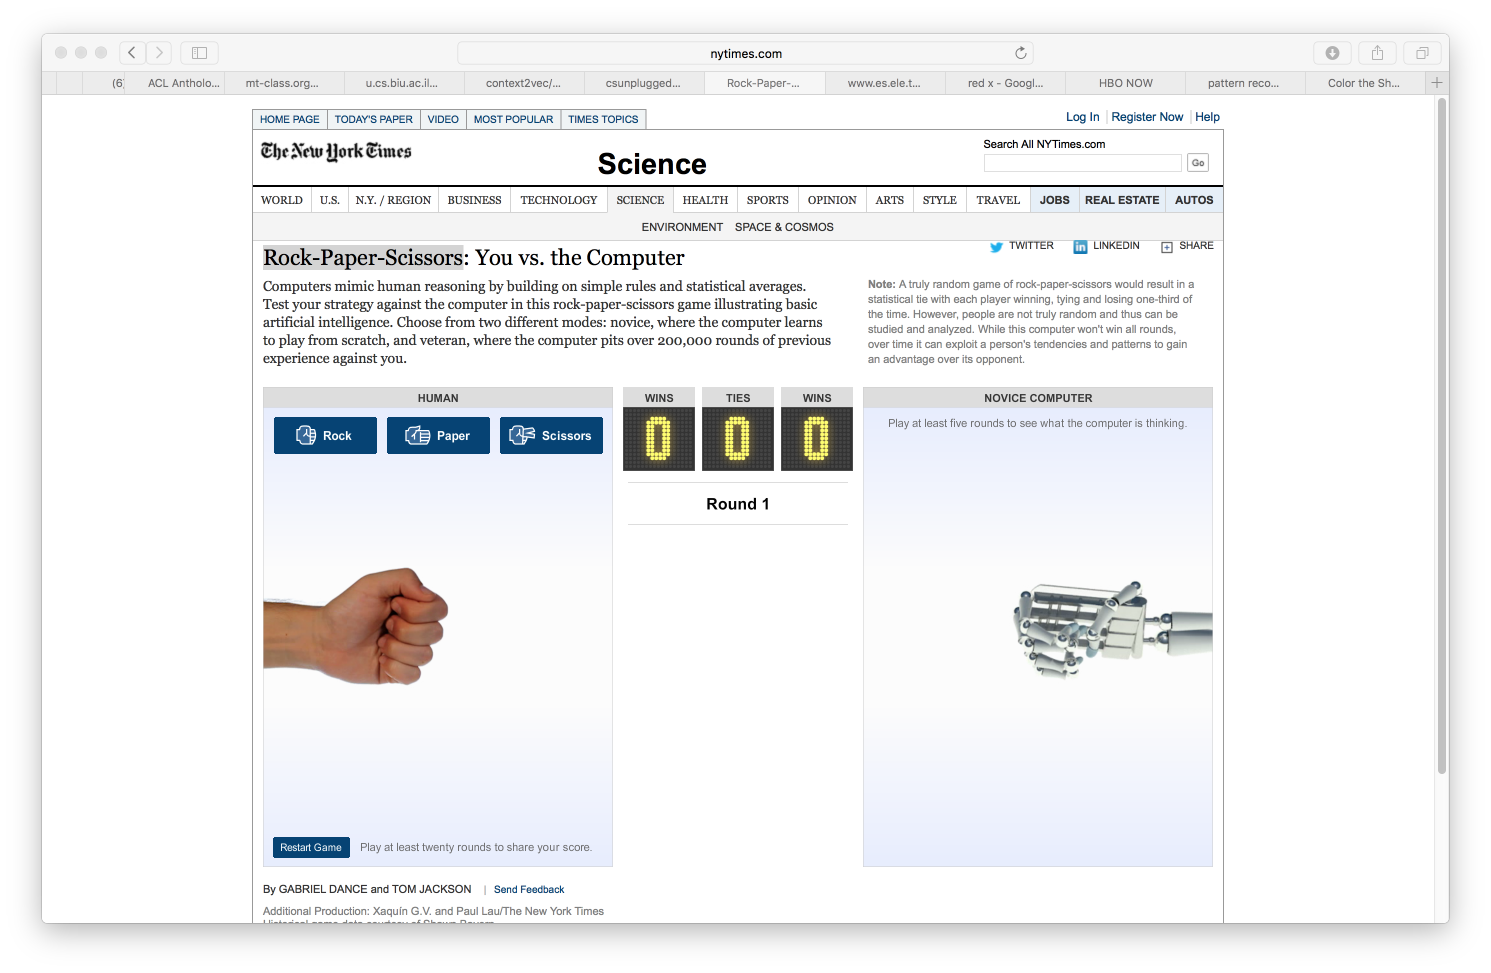 nytimes.com
(6
ACL Antholo...
mt-class.org...
u.cs.biu.ac.il...
context2vec/...
csunplugged...
Rock-Paper-...
www.es.ele.t...
red x - Googl...
HBO NOW
pattern reco...
Color the Sh...
HOME PAGE TODAY'S PAPER VIDEO MOST POPULAR TIMES TOPICS
Log In Register Now Help
The New York Times
Science
Search All NYTimes.com
Go
WORLD U.S. N.Y. / REGION BUSINESS TECHNOLOGY SCIENCE HEALTH SPORTS OPINION ARTS STYLE TRAVEL JOBS REAL ESTATE AUTOS
ENVIRONMENT SPACE & COSMOS
TWITTER LINKEDIN SHARE
Rock-Paper-Scissors: You vs. the Computer
Computers mimic human reasoning by building on simple rules and statistical averages.
Test your strategy against the computer in this rock-paper-scissors game illustrating basic
artificial intelligence. Choose from two different modes: novice, where the computer learns
to play from scratch, and veteran, where the computer pits over 200,000 rounds of previous
experience against you.
Note: A truly random game of rock-paper-scissors would result in a
statistical tie with each player winning, tying and losing one-third of
the time. However, people are not truly random and thus can be
studied and analyzed. While this computer won't win all rounds,
over time it can exploit a person's tendencies and patterns to gain
an advantage over its opponent.
HUMAN
Rock Paper Scissors
WINS TIES WINS
0 0 0
Round 1
NOVICE COMPUTER
Play at least five rounds to see what the computer is thinking.
Restart Game Play at least twenty rounds to share your score.
By GABRIEL DANCE and TOM JACKSON | Send Feedback
Additional Production: Xaquín G.V. and Paul Lau/The New York Times
Historical game data courtesy of Shawn Bayern